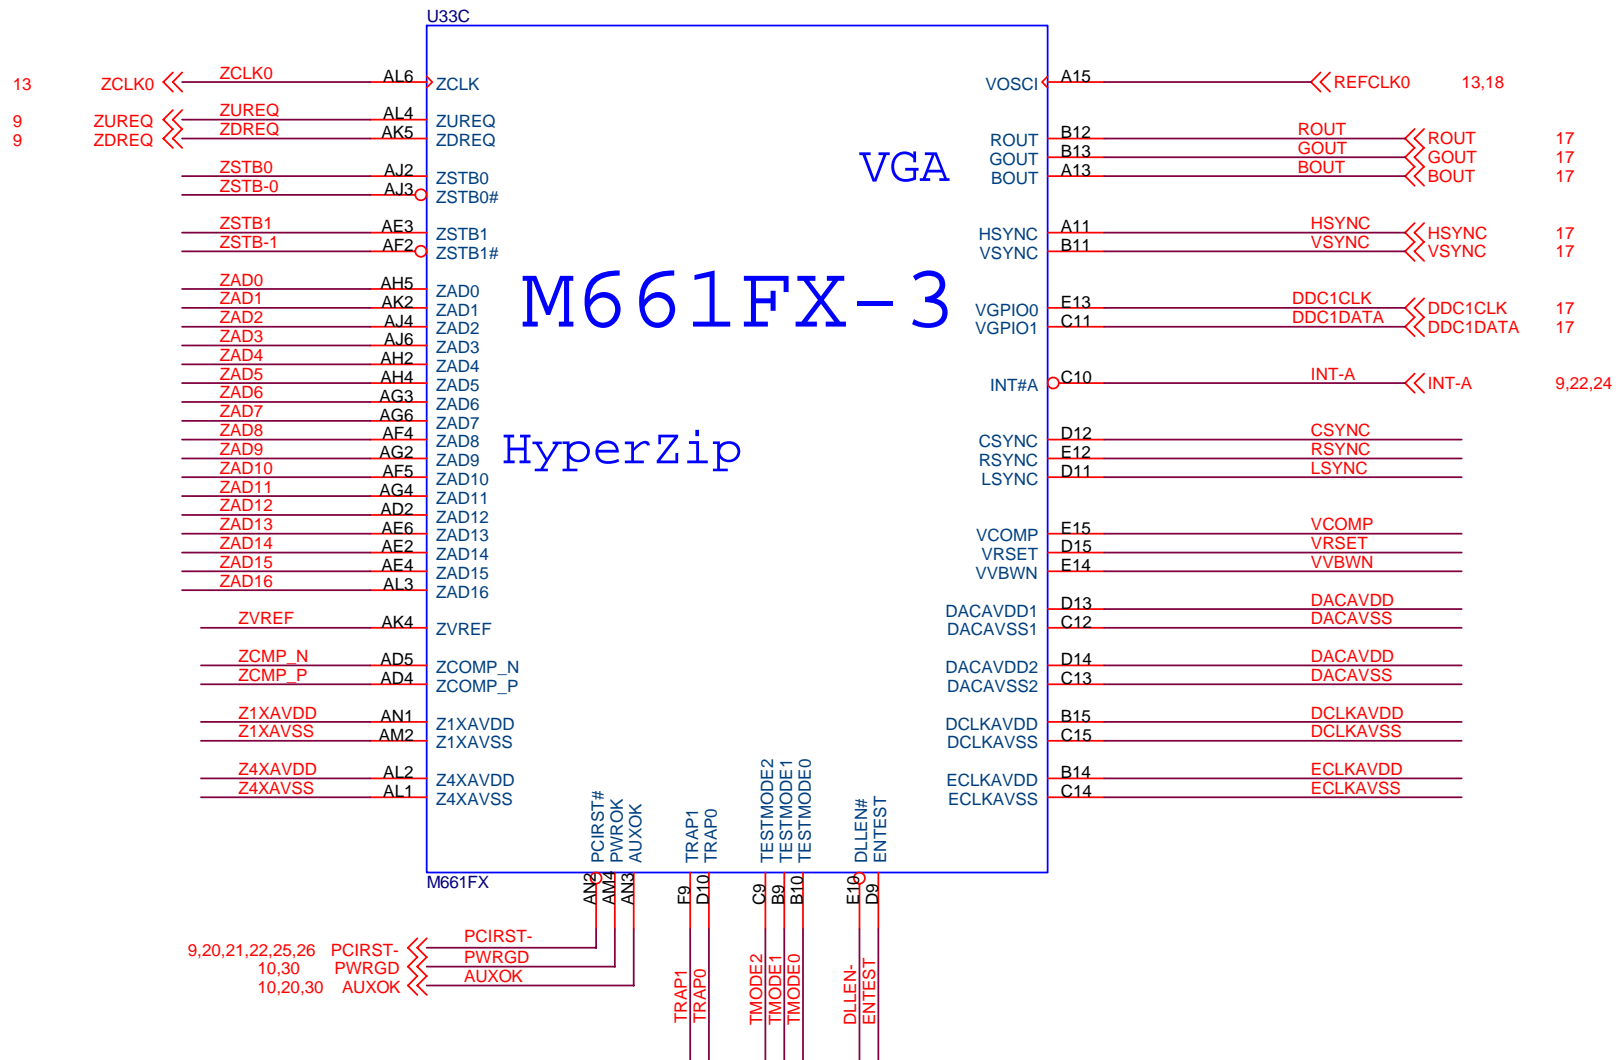 U33C
13 ZCLK0 ZCLK0 AL6 ZCLK
9 ZUREQ ZUREQ AL4 ZUREQ
9 ZDREQ ZDREQ AK5 ZDREQ
ZSTB0 AJ2 ZSTB0
ZSTB-0 AJ3 ZSTB0#
ZSTB1 AE3 ZSTB1
ZSTB-1 AF2 ZSTB1#
ZAD0 AH5 ZAD0
ZAD1 AK2 ZAD1
ZAD2 AJ4 ZAD2
ZAD3 AJ6 ZAD3
ZAD4 AH2 ZAD4
ZAD5 AH4 ZAD5
ZAD6 AG3 ZAD6
ZAD7 AG6 ZAD7
ZAD8 AF4 ZAD8
ZAD9 AG2 ZAD9
ZAD10 AF5 ZAD10
ZAD11 AG4 ZAD11
ZAD12 AD2 ZAD12
ZAD13 AE6 ZAD13
ZAD14 AE2 ZAD14
ZAD15 AE4 ZAD15
ZAD16 AL3 ZAD16
ZVREF AK4 ZVREF
ZCMP_N AD5 ZCOMP_N
ZCMP_P AD4 ZCOMP_P
Z1XAVDD AN1 Z1XAVDD
Z1XAVSS AM2 Z1XAVSS
Z4XAVDD AL2 Z4XAVDD
Z4XAVSS AL1 Z4XAVSS
VGA
M661FX-3
HyperZip
VOSCI A15 REFCLK0 13,18
ROUT B12 ROUT ROUT 17
GOUT B13 GOUT GOUT 17
BOUT A13 BOUT BOUT 17
HSYNC A11 HSYNC HSYNC 17
VSYNC B11 VSYNC VSYNC 17
VGPIO0 E13 DDC1CLK DDC1CLK 17
VGPIO1 C11 DDC1DATA DDC1DATA 17
INT#A C10 INT-A INT-A 9,22,24
CSYNC D12 CSYNC
RSYNC E12 RSYNC
LSYNC D11 LSYNC
VCOMP E15 VCOMP
VRSET D15 VRSET
VVBWN E14 VVBWN
DACAVDD1 D13 DACAVDD
DACAVSS1 C12 DACAVSS
DACAVDD2 D14 DACAVDD
DACAVSS2 C13 DACAVSS
DCLKAVDD B15 DCLKAVDD
DCLKAVSS C15 DCLKAVSS
ECLKAVDD B14 ECLKAVDD
ECLKAVSS C14 ECLKAVSS
PCIRST# AN2
PWROK AM4
AUXOK AN3
TRAP1 F9 TRAP1
TRAP0 D10 TRAP0
TESTMODE2 C9 TMODE2
TESTMODE1 B9 TMODE1
TESTMODE0 B10 TMODE0
DLLEN# E10 DLLEN-
ENTEST D9 ENTEST
M661FX
9,20,21,22,25,26 PCIRST- PCIRST-
10,30 PWRGD PWRGD
10,20,30 AUXOK AUXOK